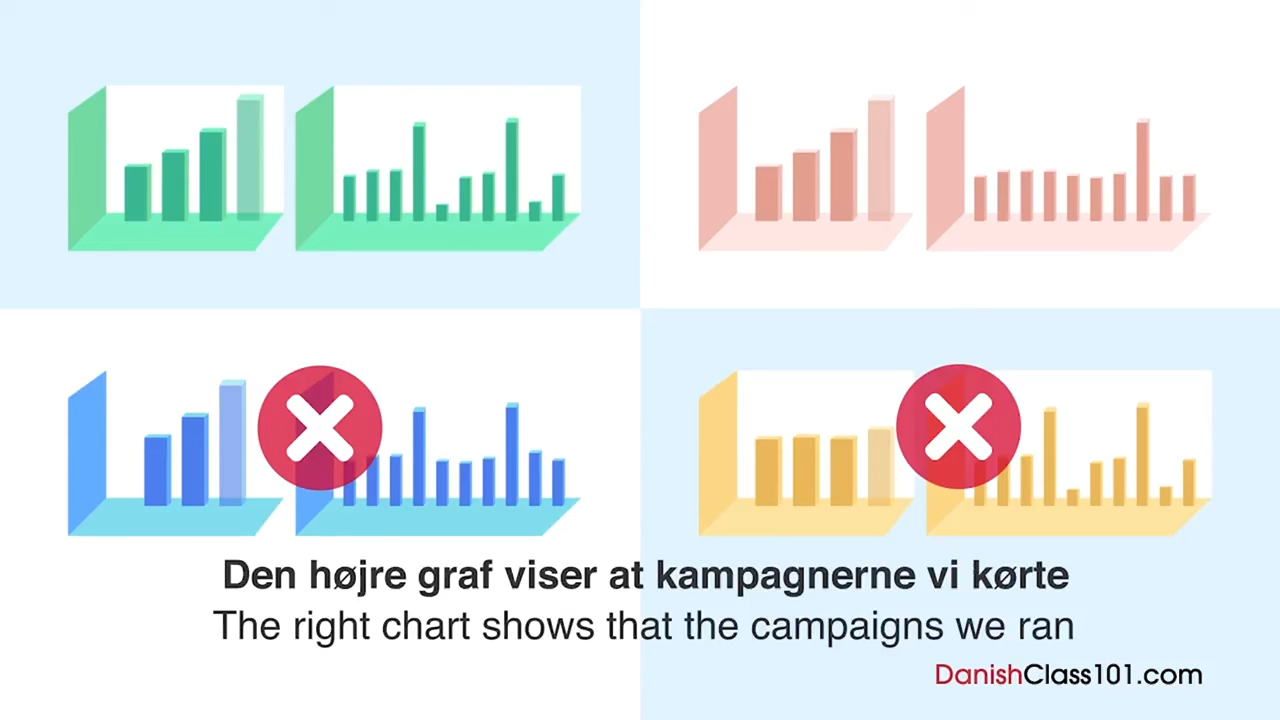 Den højre graf viser at kampagnerne vi kørte
The right chart shows that the campaigns we ran
DanishClass101.com